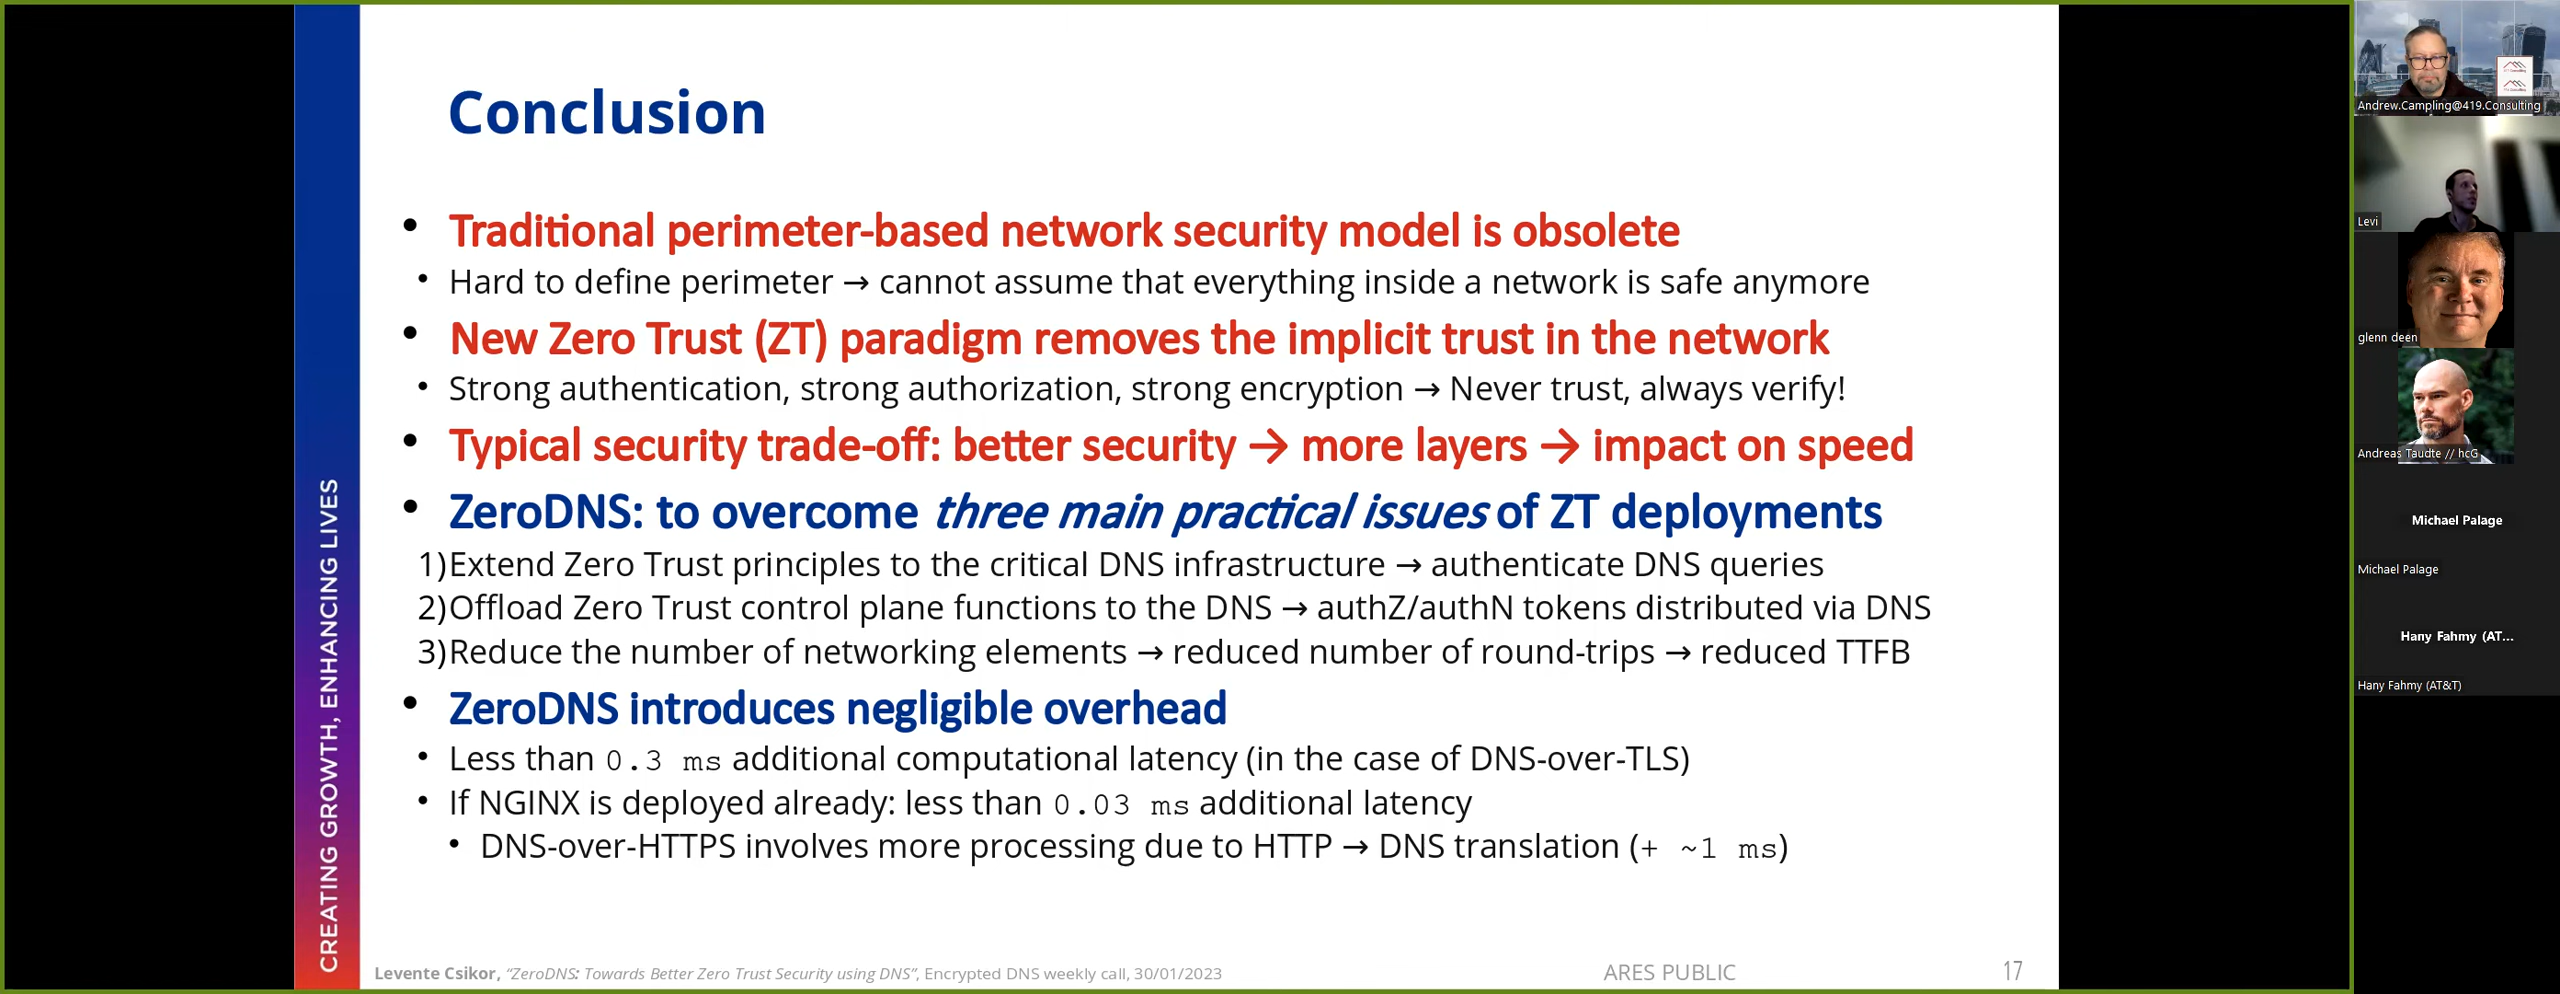 Conclusion
• Traditional perimeter-based network security model is obsolete
• Hard to define perimeter → cannot assume that everything inside a network is safe anymore
• New Zero Trust (ZT) paradigm removes the implicit trust in the network
• Strong authentication, strong authorization, strong encryption → Never trust, always verify!
• Typical security trade-off: better security → more layers → impact on speed
• ZeroDNS: to overcome three main practical issues of ZT deployments
1) Extend Zero Trust principles to the critical DNS infrastructure → authenticate DNS queries
2) Offload Zero Trust control plane functions to the DNS → authZ/authN tokens distributed via DNS
3) Reduce the number of networking elements → reduced number of round-trips → reduced TTFB
• ZeroDNS introduces negligible overhead
• Less than 0.3 ms additional computational latency (in the case of DNS-over-TLS)
• If NGINX is deployed already: less than 0.03 ms additional latency
• DNS-over-HTTPS involves more processing due to HTTP → DNS translation (+ ~1 ms)
CREATING GROWTH, ENHANCING LIVES
Levente Csikor, “ZeroDNS: Towards Better Zero Trust Security using DNS”, Encrypted DNS weekly call, 30/01/2023
ARES PUBLIC
17
Andrew.Campling@419.Consulting
Levi
glenn deen
Andreas Taudte // hcG
Michael Palage
Michael Palage
Hany Fahmy (AT...
Hany Fahmy (AT&T)